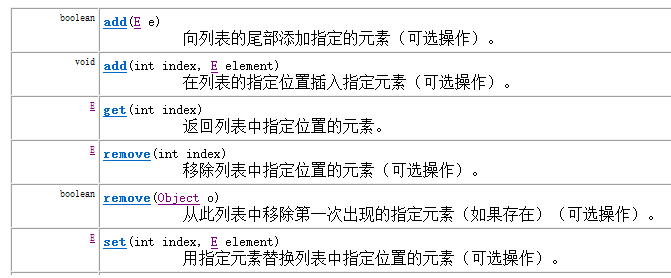 boolean add(E e)
向列表的尾部添加指定的元素（可选操作）。
void add(int index, E element)
在列表的指定位置插入指定元素（可选操作）。
E get(int index)
返回列表中指定位置的元素。
E remove(int index)
移除列表中指定位置的元素（可选操作）。
boolean remove(Object o)
从此列表中移除第一次出现的指定元素（如果存在）（可选操作）。
E set(int index, E element)
用指定元素替换列表中指定位置的元素（可选操作）。